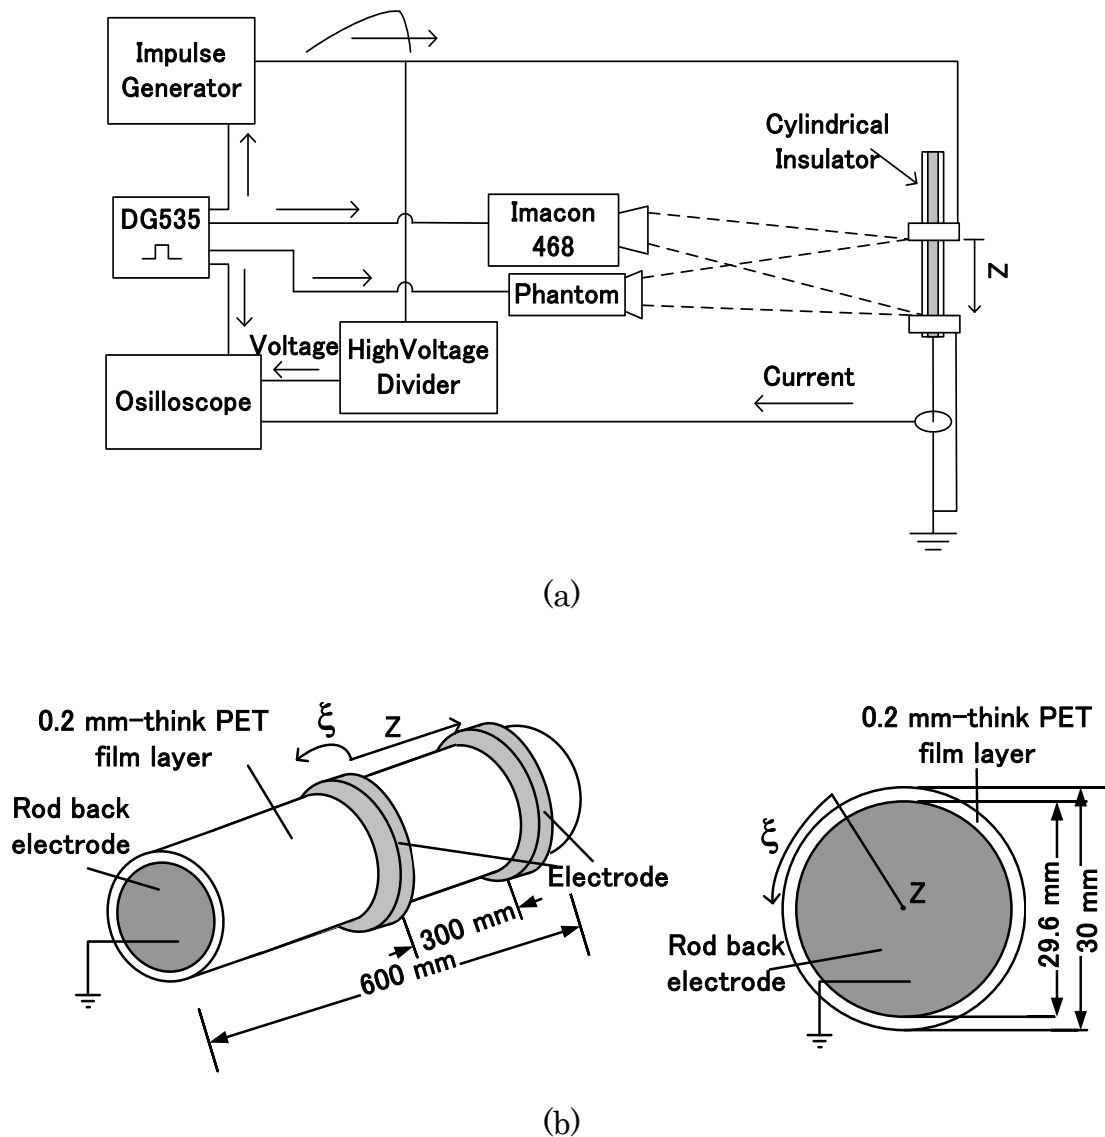 Impulse
Generator
Cylindrical
Insulator
DG535
Imacon
468
Z
Phantom
Voltage
HighVoltage
Divider
Current
Osilloscope
(a)
0.2 mm-think PET
film layer
ξ
Z
Rod back
electrode
Electrode
300 mm
600 mm
0.2 mm-think PET
film layer
ξ
Z
Rod back
electrode
29.6 mm
30 mm
(b)